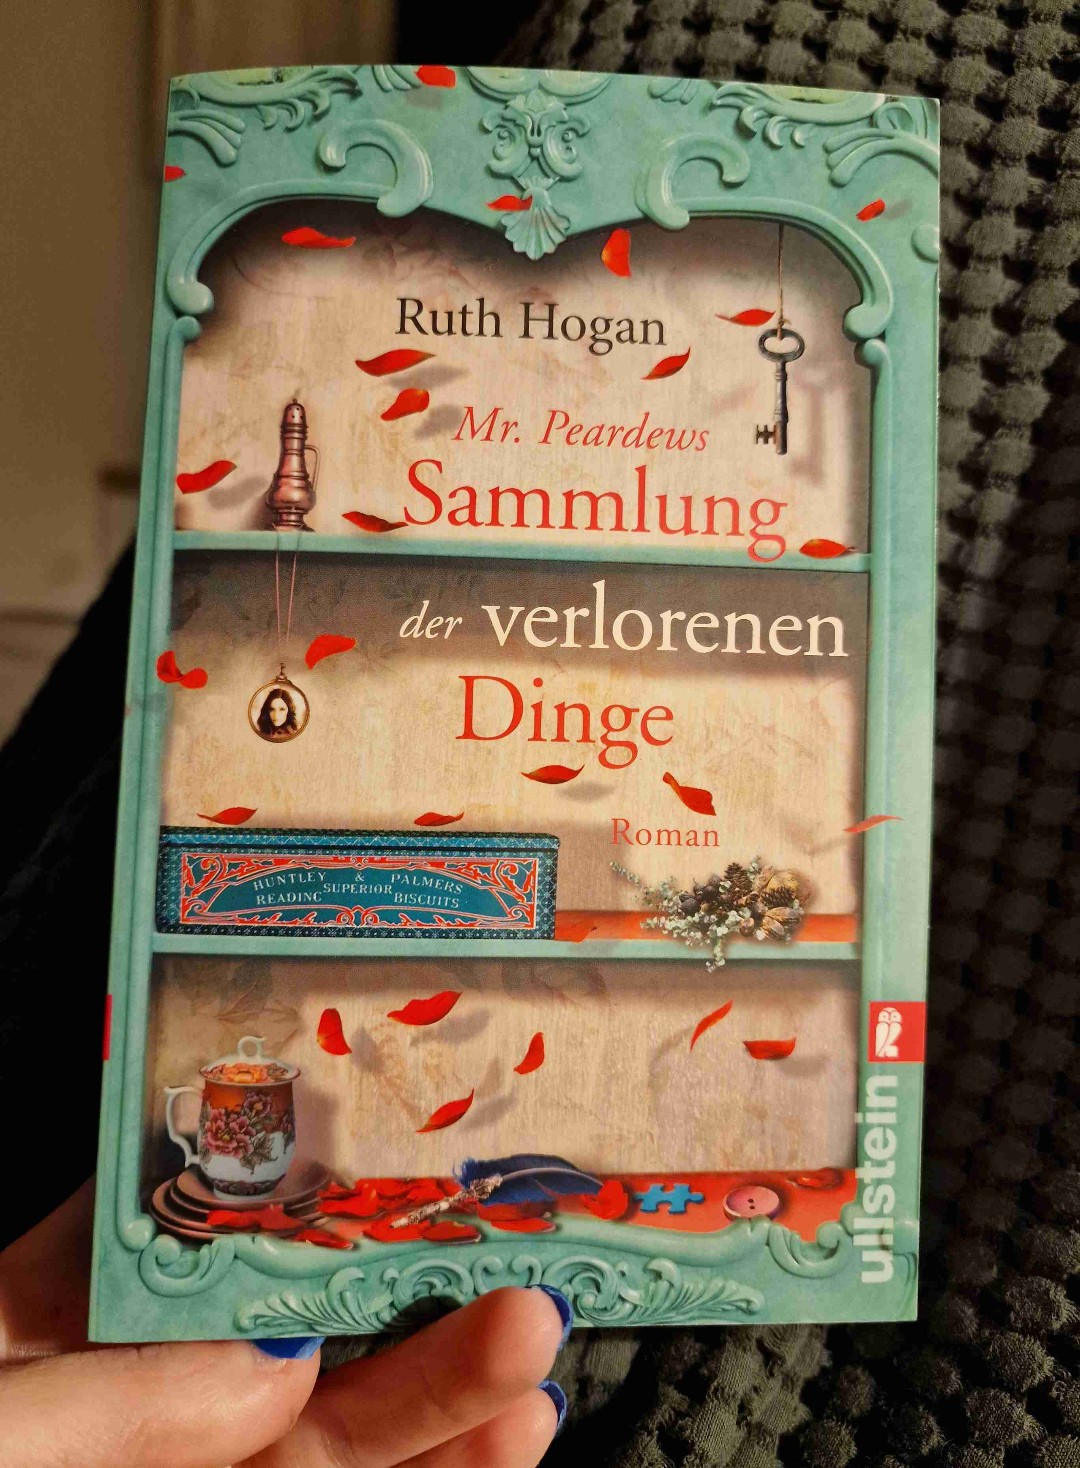 Ruth Hogan
Mr. Peardews
Sammlung
der verlorenen
Dinge
Roman
HUNTLEY & PALMERS
READING SUPERIOR BISCUITS
ullstein